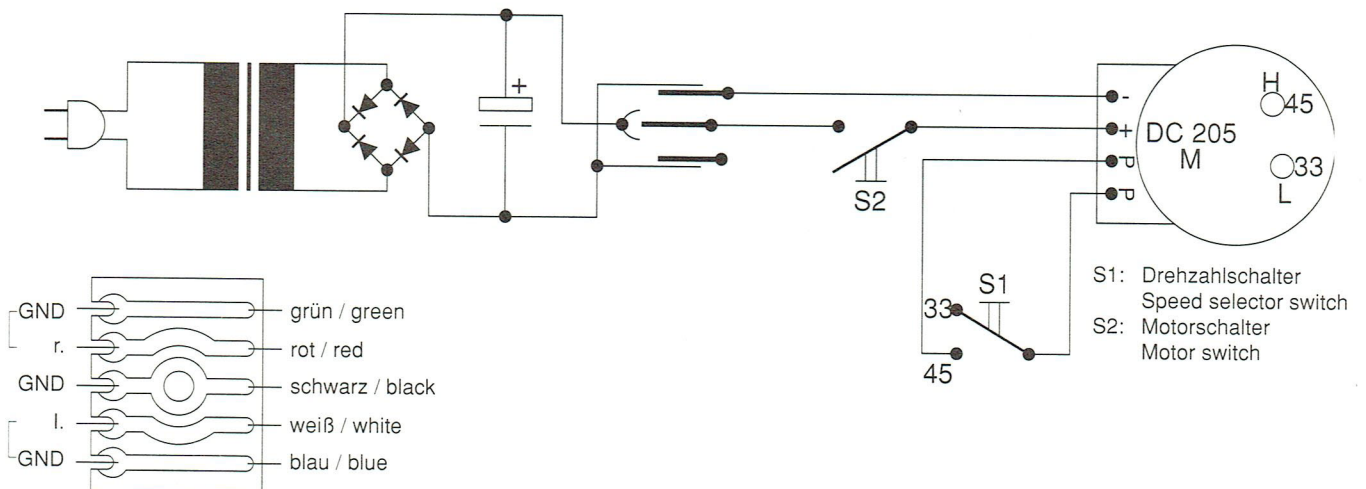 +
-
+
P
P
DC 205
M
H
45
33
L
S2
S1
33
45
S1: Drehzahlschalter
Speed selector switch
S2: Motorschalter
Motor switch
GND grün / green
r. rot / red
GND schwarz / black
l. weiß / white
GND blau / blue